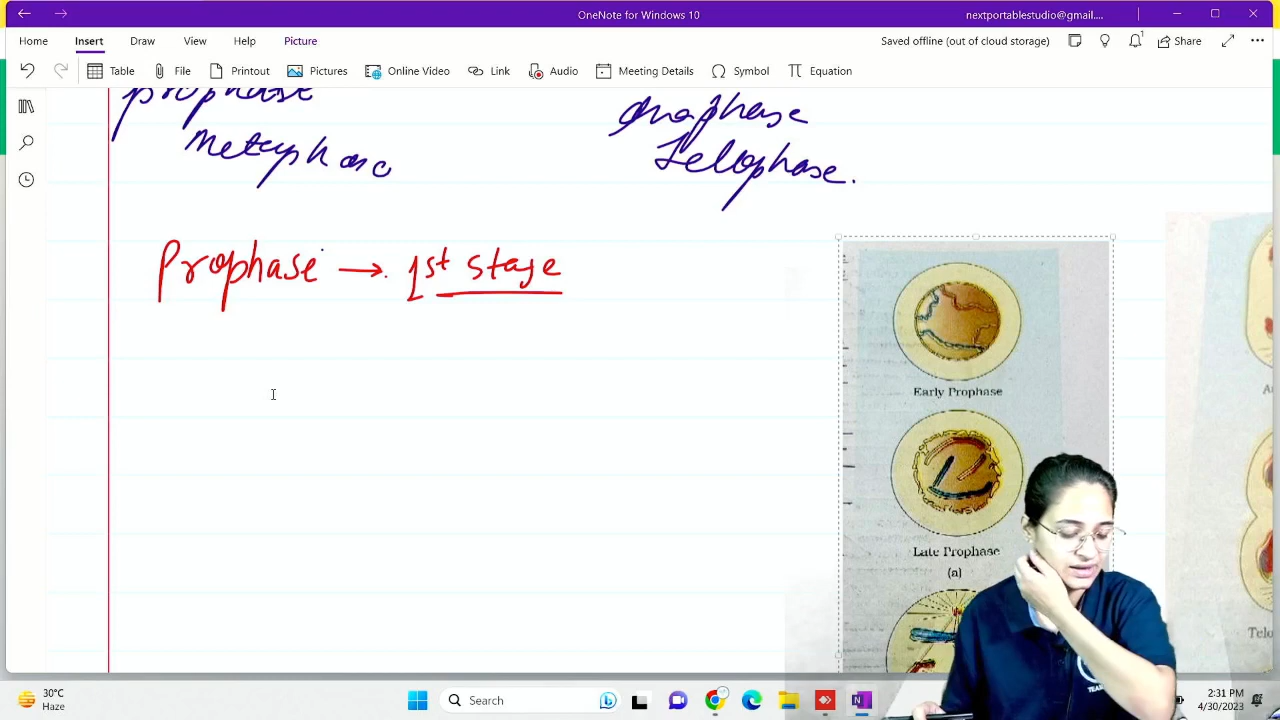 OneNote for Windows 10
nextportablestudio@gmail....
Home Insert Draw View Help Picture
Saved offline (out of cloud storage) 1 Share
Table File Printout Pictures Online Video Link Audio Meeting Details Symbol Equation
prophase
Metaphase
Anaphase
Telophase.
Prophase → 1st stage
Early Prophase
Late Prophase
(a)
30°C
Haze
Search
2:31 PM
4/30/2023